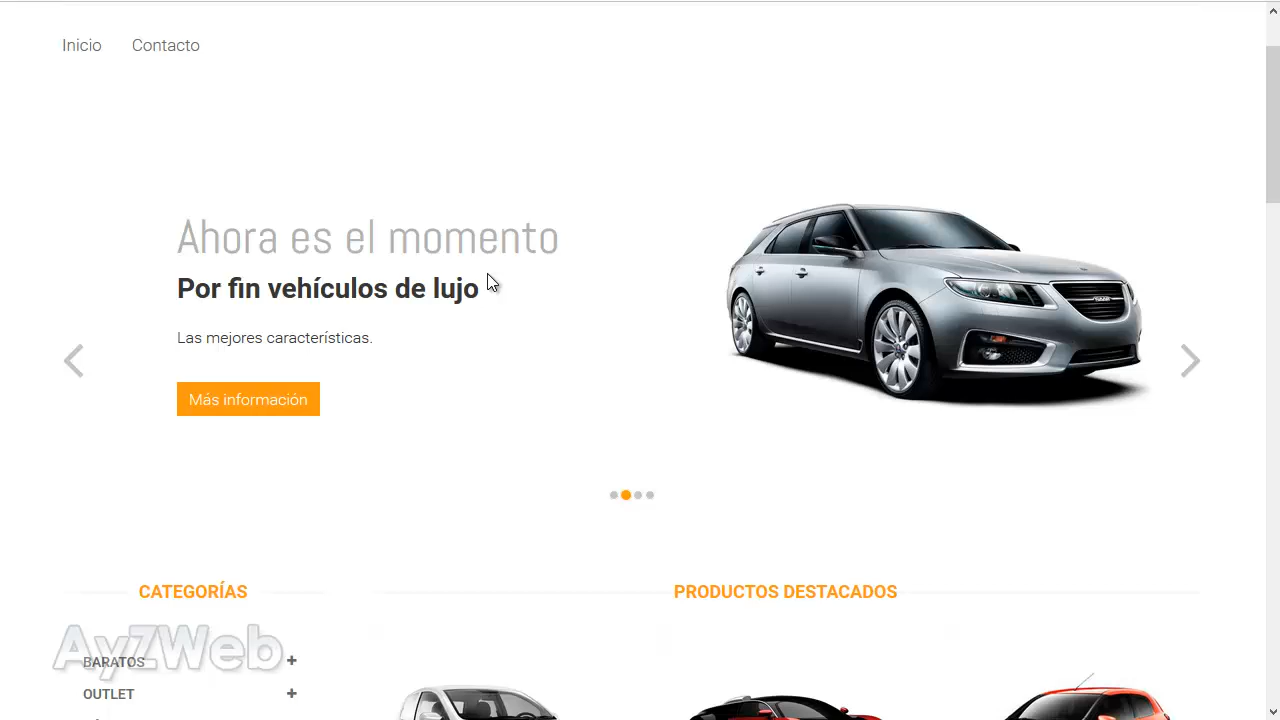 Inicio Contacto
Ahora es el momento
Por fin vehículos de lujo
Las mejores características.
Más información
CATEGORÍAS
PRODUCTOS DESTACADOS
AyZWeb
BARATOS +
OUTLET +